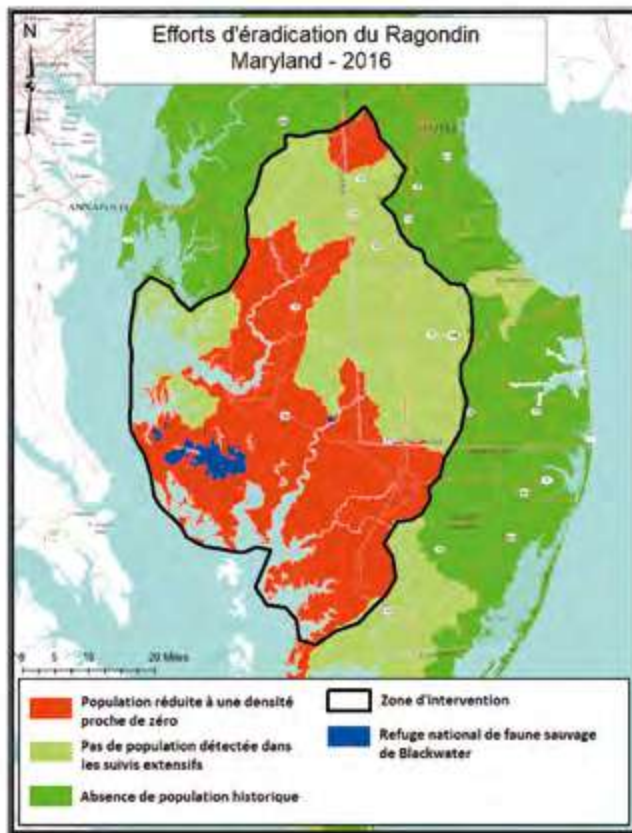 Efforts d'éradication du Ragondin
Maryland - 2016
N
0 5 10 20 Miles
Population réduite à une densité
proche de zéro
Pas de population détectée dans
les suivis extensifs
Absence de population historique
Zone d'intervention
Refuge national de faune sauvage
de Blackwater